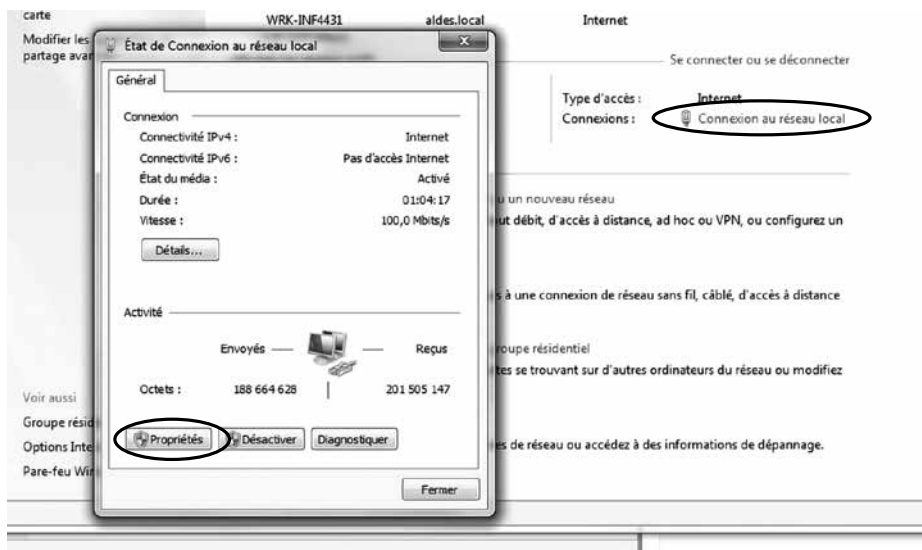 carte
WRK-INF4431 aldes.local Internet
Modifier les
partage avan
État de Connexion au réseau local
Se connecter ou se déconnecter
Général
Type d'accès : Internet
Connexions : Connexion au réseau local
Connexion
Connectivité IPv4 : Internet
Connectivité IPv6 : Pas d'accès Internet
État du média : Activé
Durée : 01:04:17
Vitesse : 100,0 Mbits/s
Détails...
u un nouveau réseau
ut débit, d'accès à distance, ad hoc ou VPN, ou configurez un
s à une connexion de réseau sans fil, câblé, d'accès à distance
Activité
Envoyés Reçus
Octets : 188 664 628 201 505 147
roupe résidentiel
tes se trouvant sur d'autres ordinateurs du réseau ou modifiez
Voir aussi
Groupe résid
Options Inte
Pare-feu Win
Propriétés Désactiver Diagnostiquer
es de réseau ou accédez à des informations de dépannage.
Fermer